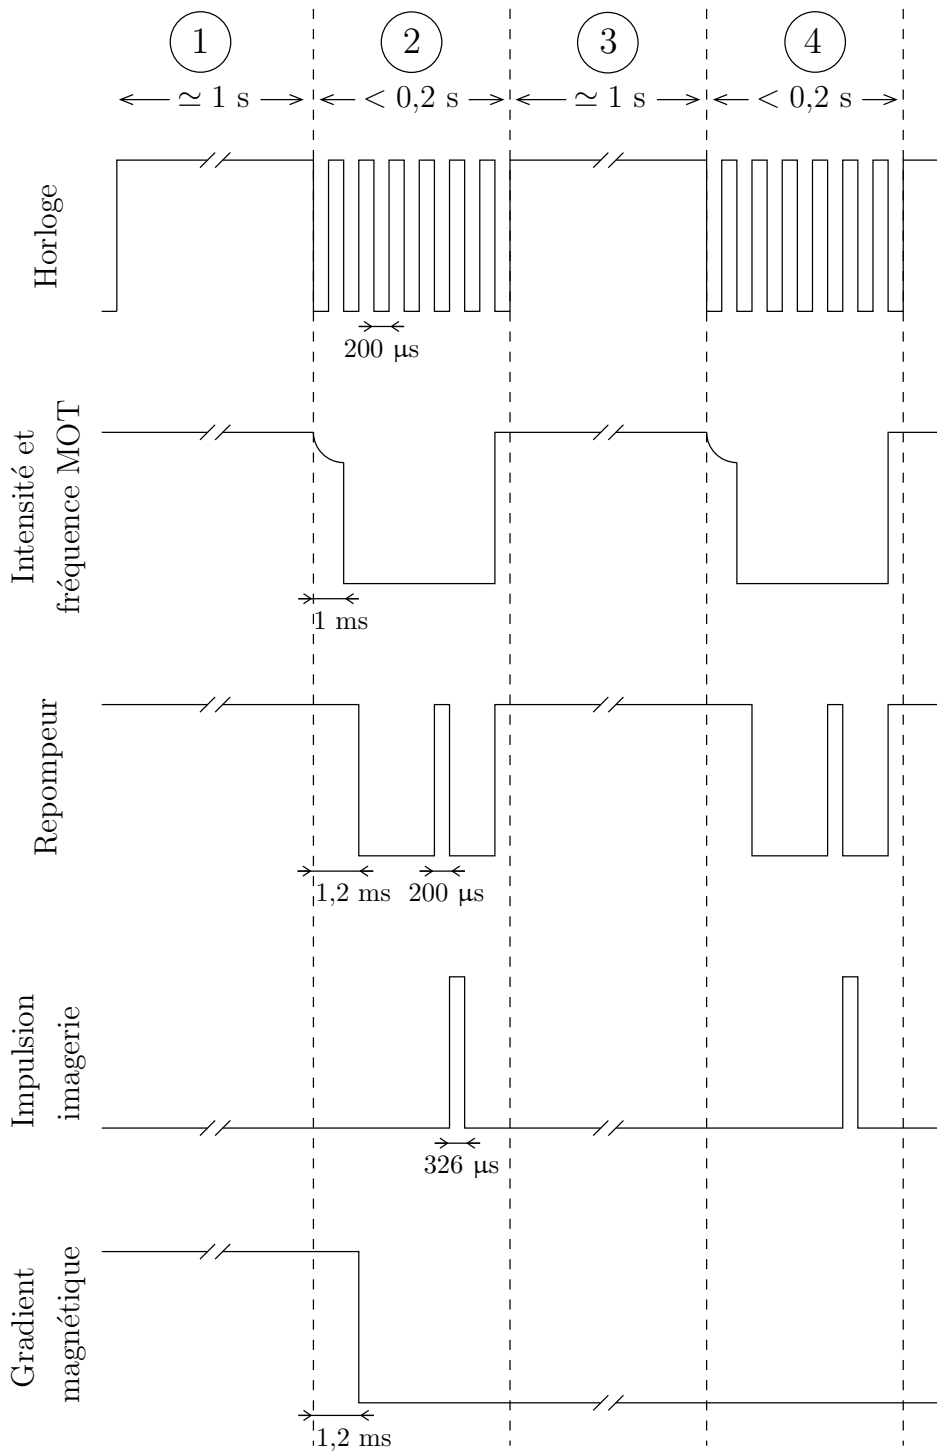 1
2
3
4
≃ 1 s
< 0,2 s
≃ 1 s
< 0,2 s
Horloge
200 µs
Intensité et
fréquence MOT
1 ms
Repompeur
1,2 ms
200 µs
Impulsion
imagerie
326 µs
Gradient
magnétique
1,2 ms